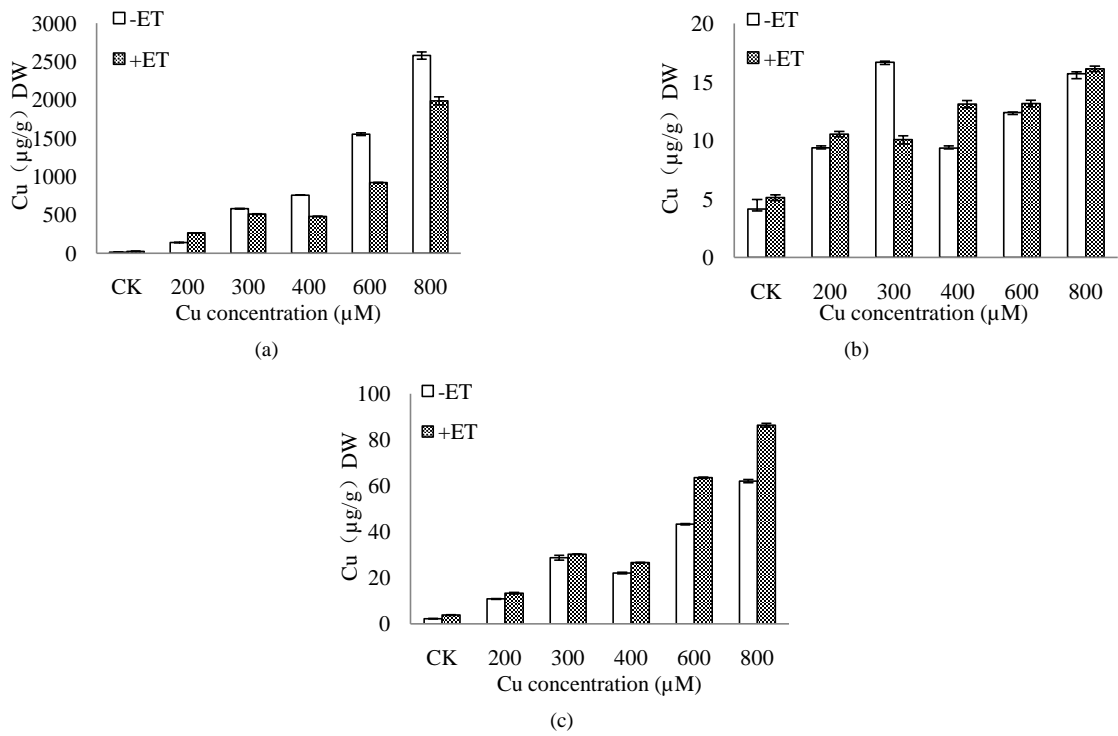 -ET
+ET
3000
2500
2000
1500
1000
500
0
Cu（µg/g）DW
CK 200 300 400 600 800
Cu concentration (µM)
(a)
-ET
+ET
20
15
10
5
0
Cu（µg/g）DW
CK 200 300 400 600 800
Cu concentration (µM)
(b)
-ET
+ET
100
80
60
40
20
0
Cu（µg/g）DW
CK 200 300 400 600 800
Cu concentration (µM)
(c)